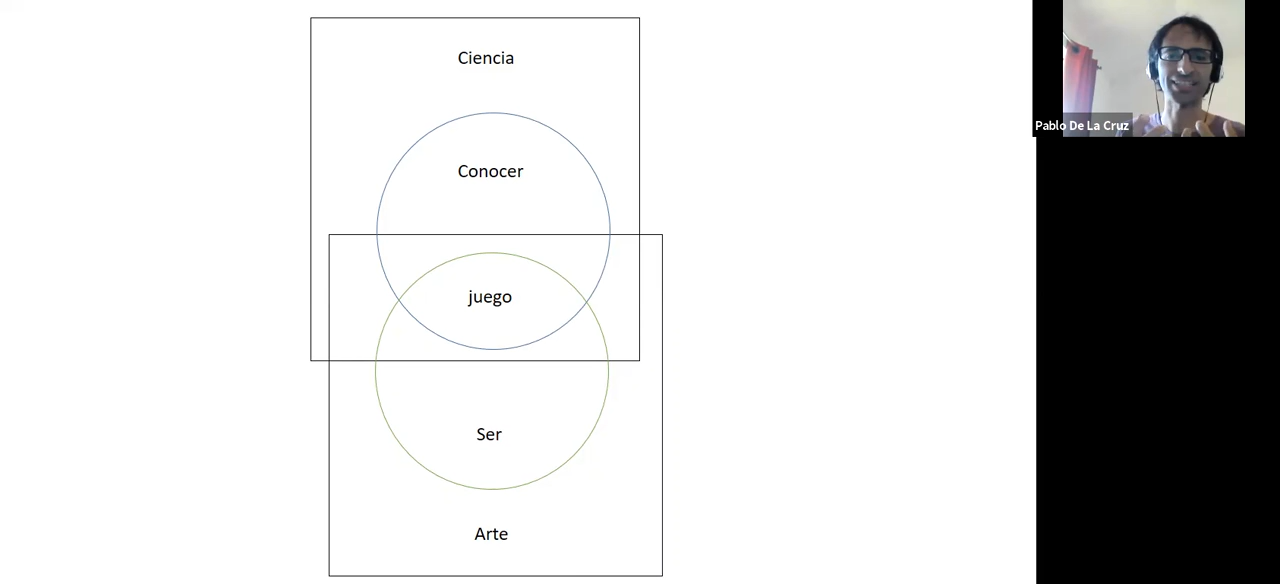 Ciencia
Conocer
juego
Ser
Arte
Pablo De La Cruz